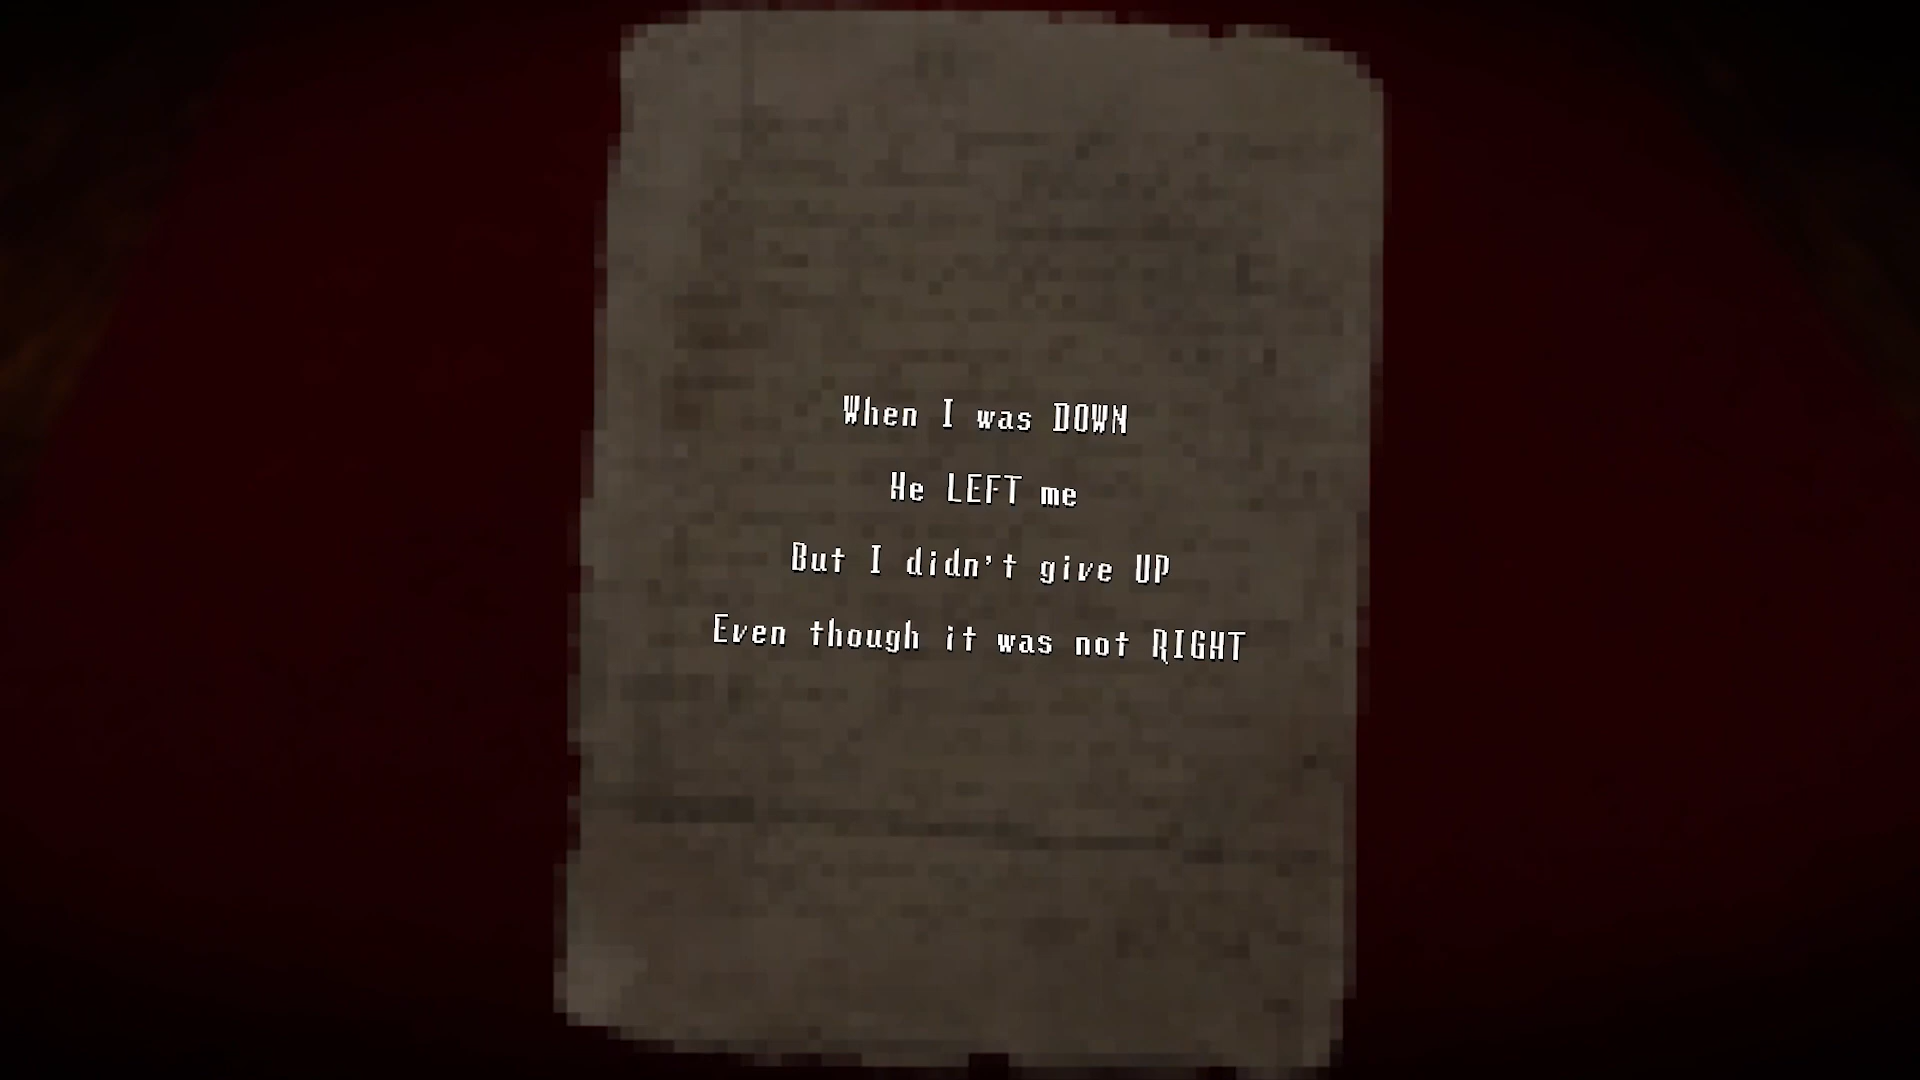 When I was DOWN
He LEFT me
But I didn't give UP
Even though it was not RIGHT